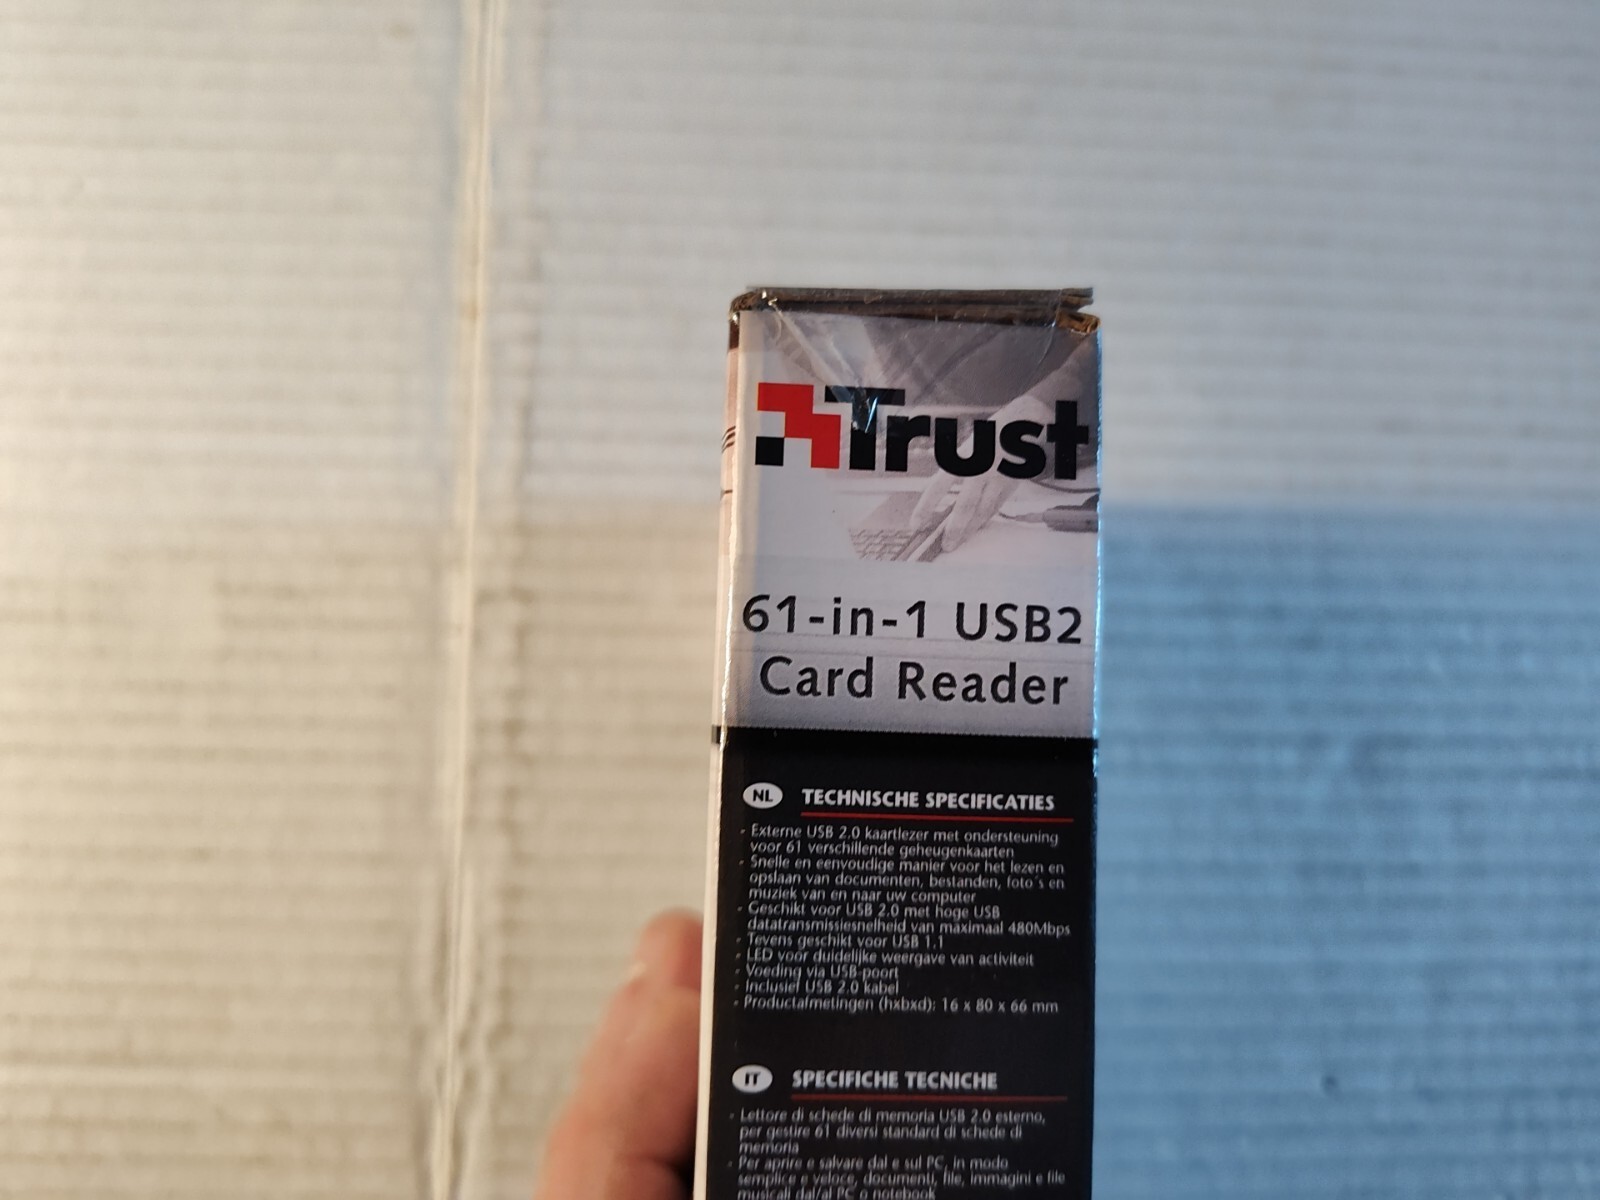 Trust
61-in-1 USB2
Card Reader
NL TECHNISCHE SPECIFICATIES
- Externe USB 2.0 kaartlezer met ondersteuning
voor 61 verschillende geheugenkaarten
- Snelle en eenvoudige manier voor het lezen en
opslaan van documenten, bestanden, foto's en
muziek van en naar uw computer
- Geschikt voor USB 2.0 met hoge USB
datatransmissiesnelheid van maximaal 480Mbps
- Tevens geschikt voor USB 1.1
- LED voor duidelijke weergave van activiteit
- Voeding via USB-poort
- Inclusief USB 2.0 kabel
- Productafmetingen (hxbxd): 16 x 80 x 66 mm
IT SPECIFICHE TECNICHE
- Lettore di schede di memoria USB 2.0 esterno,
per gestire 61 diversi standard di schede di
memoria
- Per aprire e salvare dal e sul PC, in modo
semplice e veloce, documenti, file, immagini e file
musicali dal/al PC o notebook